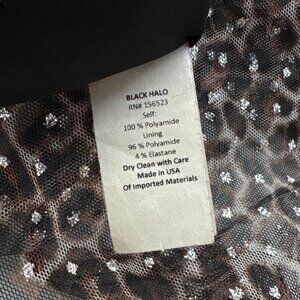 BLACK HALO
RN# 156523
Self:
100 % Polyamide
Lining
96 % Polyamide
4 % Elastane
Dry Clean with Care
Made in USA
Of Imported Materials